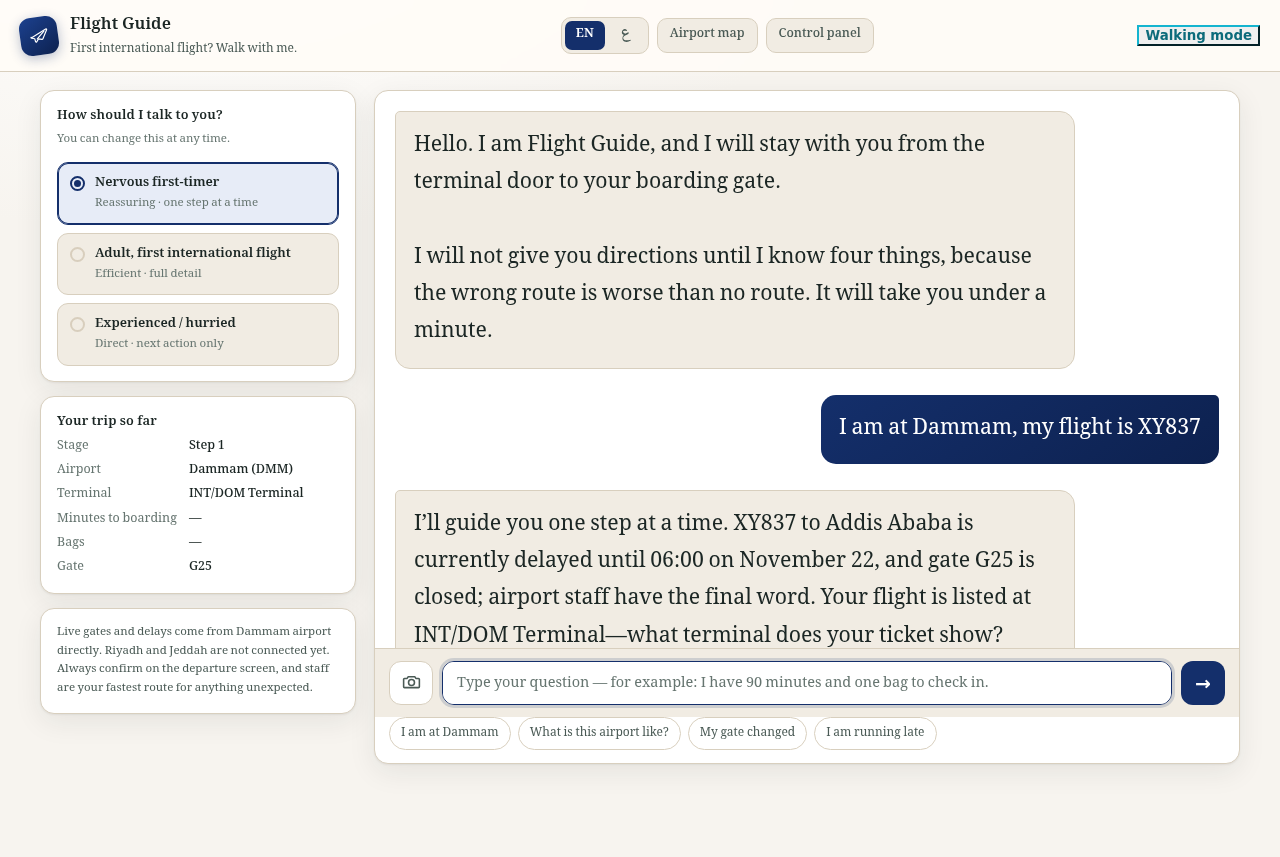 Flight Guide
First international flight? Walk with me.
EN
ع
Airport map
Control panel
Walking mode
How should I talk to you?
You can change this at any time.
Nervous first-timer
Reassuring · one step at a time
Adult, first international flight
Efficient · full detail
Experienced / hurried
Direct · next action only
Your trip so far
Stage Step 1
Airport Dammam (DMM)
Terminal INT/DOM Terminal
Minutes to boarding —
Bags —
Gate G25
Live gates and delays come from Dammam airport
directly. Riyadh and Jeddah are not connected yet.
Always confirm on the departure screen, and staff
are your fastest route for anything unexpected.
Hello. I am Flight Guide, and I will stay with you from the
terminal door to your boarding gate.
I will not give you directions until I know four things, because
the wrong route is worse than no route. It will take you under a
minute.
I am at Dammam, my flight is XY837
I’ll guide you one step at a time. XY837 to Addis Ababa is
currently delayed until 06:00 on November 22, and gate G25 is
closed; airport staff have the final word. Your flight is listed at
INT/DOM Terminal—what terminal does your ticket show?
Type your question — for example: I have 90 minutes and one bag to check in.
→
I am at Dammam
What is this airport like?
My gate changed
I am running late